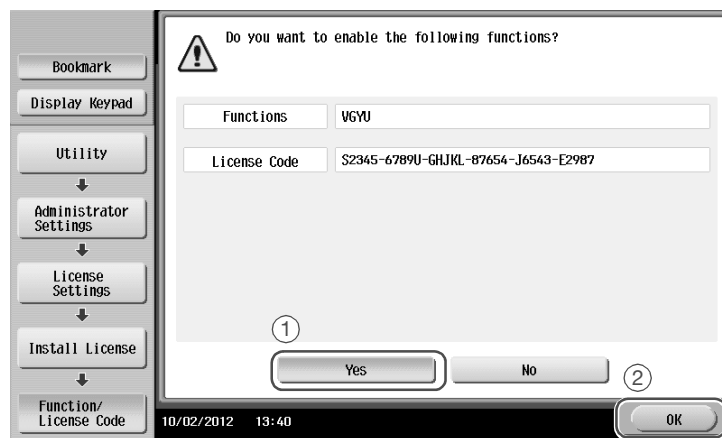 Do you want to enable the following functions?
Bookmark
Display Keypad
Utility
Administrator
Settings
License
Settings
Install License
Function/
License Code
Functions
VGYU
License Code
S2345-6789U-GHJKL-87654-J6543-E2987
1
Yes
No
2
10/02/2012 13:40
OK